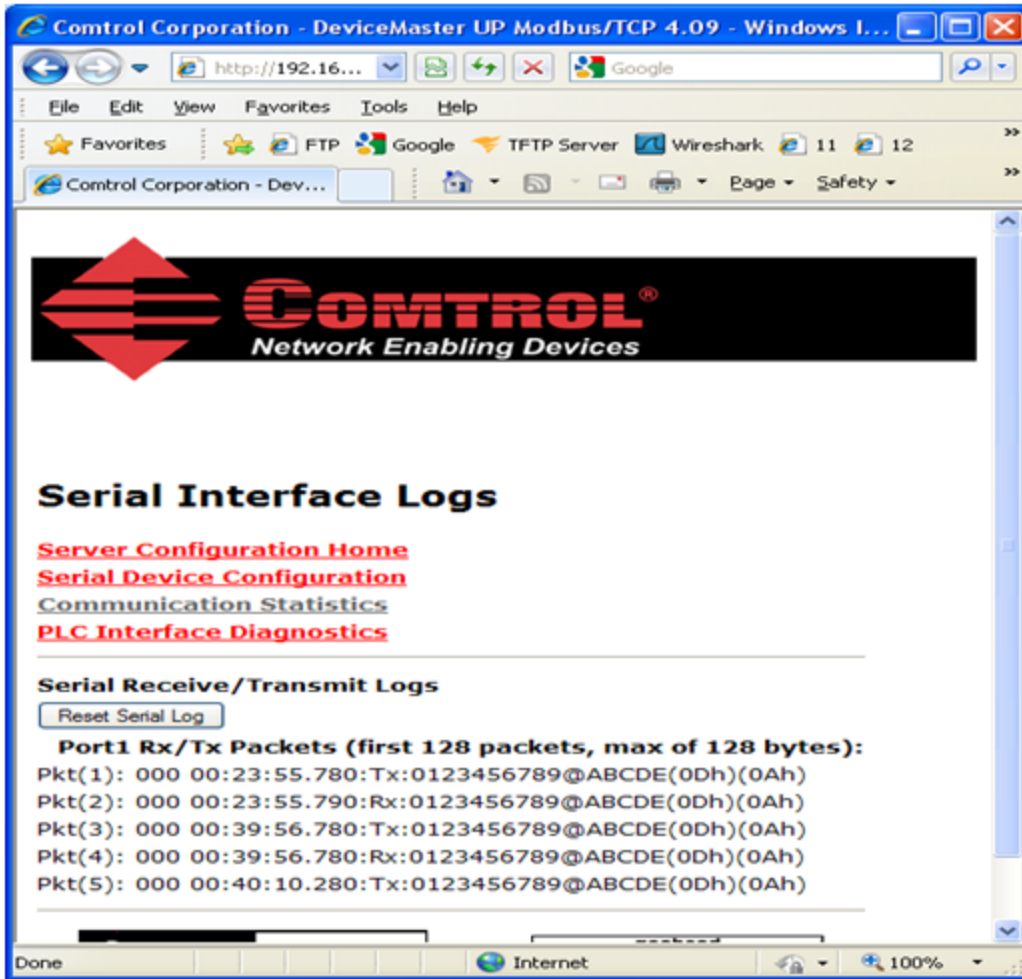 Comtrol Corporation - DeviceMaster UP Modbus/TCP 4.09 - Windows I...
http://192.16...
Google
File Edit View Favorites Tools Help
Favorites FTP Google TFTP Server Wireshark 11 12
Comtrol Corporation - Dev... Page Safety
COMTROL®
Network Enabling Devices
Serial Interface Logs
Server Configuration Home
Serial Device Configuration
Communication Statistics
PLC Interface Diagnostics
Serial Receive/Transmit Logs
Reset Serial Log
Port1 Rx/Tx Packets (first 128 packets, max of 128 bytes):
Pkt(1): 000 00:23:55.780:Tx:0123456789@ABCDE(0Dh)(0Ah)
Pkt(2): 000 00:23:55.790:Rx:0123456789@ABCDE(0Dh)(0Ah)
Pkt(3): 000 00:39:56.780:Tx:0123456789@ABCDE(0Dh)(0Ah)
Pkt(4): 000 00:39:56.780:Rx:0123456789@ABCDE(0Dh)(0Ah)
Pkt(5): 000 00:40:10.280:Tx:0123456789@ABCDE(0Dh)(0Ah)
Done Internet 100%